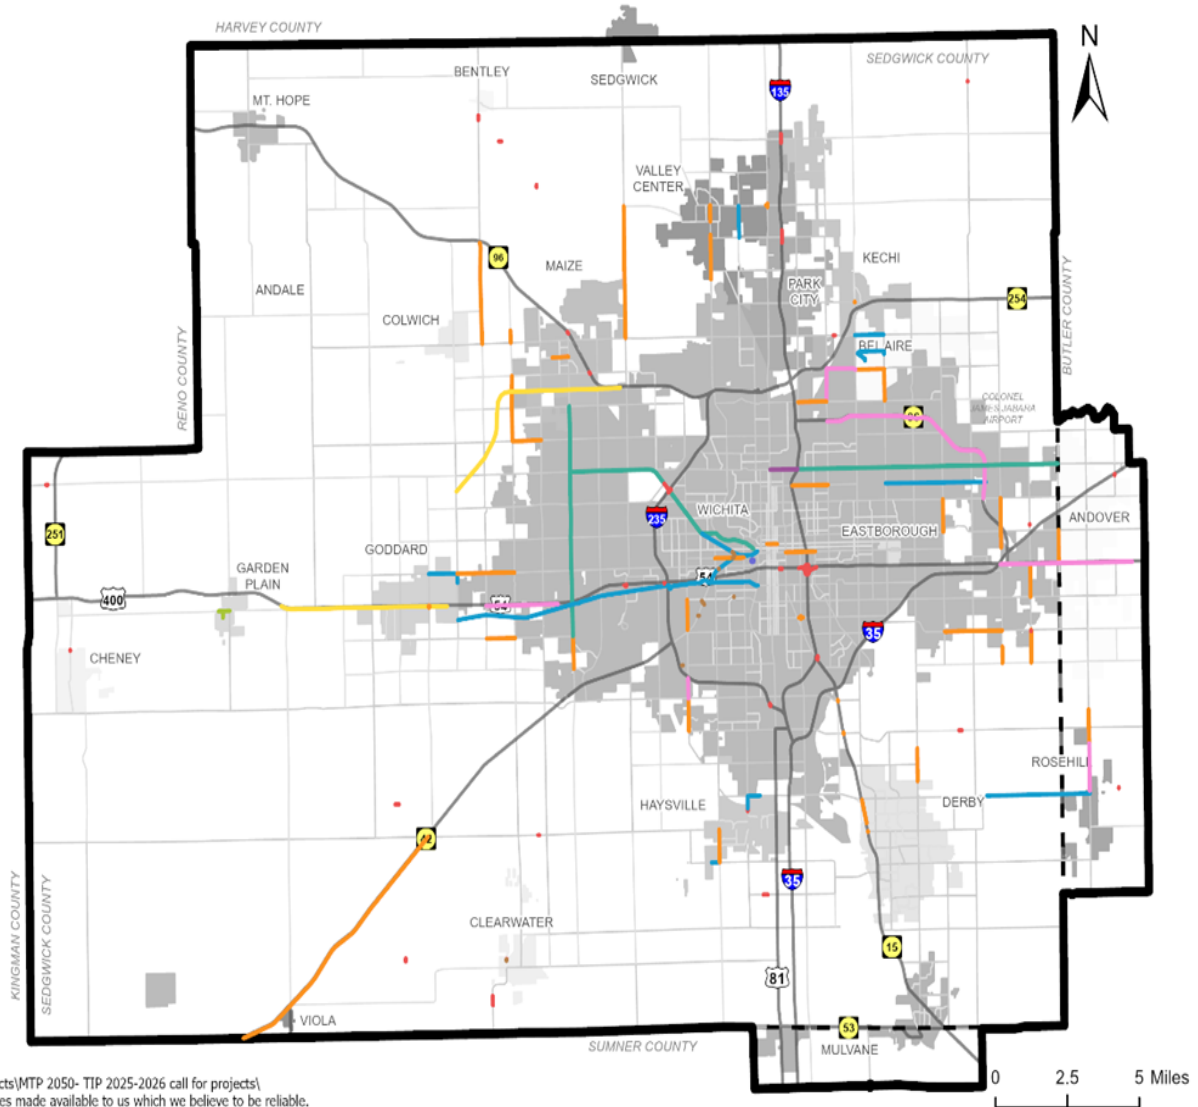 HARVEY COUNTY
N
SEDGWICK COUNTY
BENTLEY
SEDGWICK
135
MT. HOPE
VALLEY
CENTER
96
MAIZE
KECHI
PARK
CITY
254
ANDALE
COLWICH
BELAIRE
RENO COUNTY
BUTLER COUNTY
COLONEL
JAMES JABARA
AIRPORT
96
251
235
WICHITA
EASTBOROUGH
ANDOVER
GODDARD
GARDEN
PLAIN
400
54
54
35
CHENEY
ROSEHILL
HAYSVILLE
DERBY
42
35
KINGMAN COUNTY
SEDGWICK COUNTY
CLEARWATER
15
81
VIOLA
53
SUMNER COUNTY
MULVANE
0 2.5 5 Miles
cts\MTP 2050- TIP 2025-2026 call for projects\
es made available to us which we believe to be reliable.